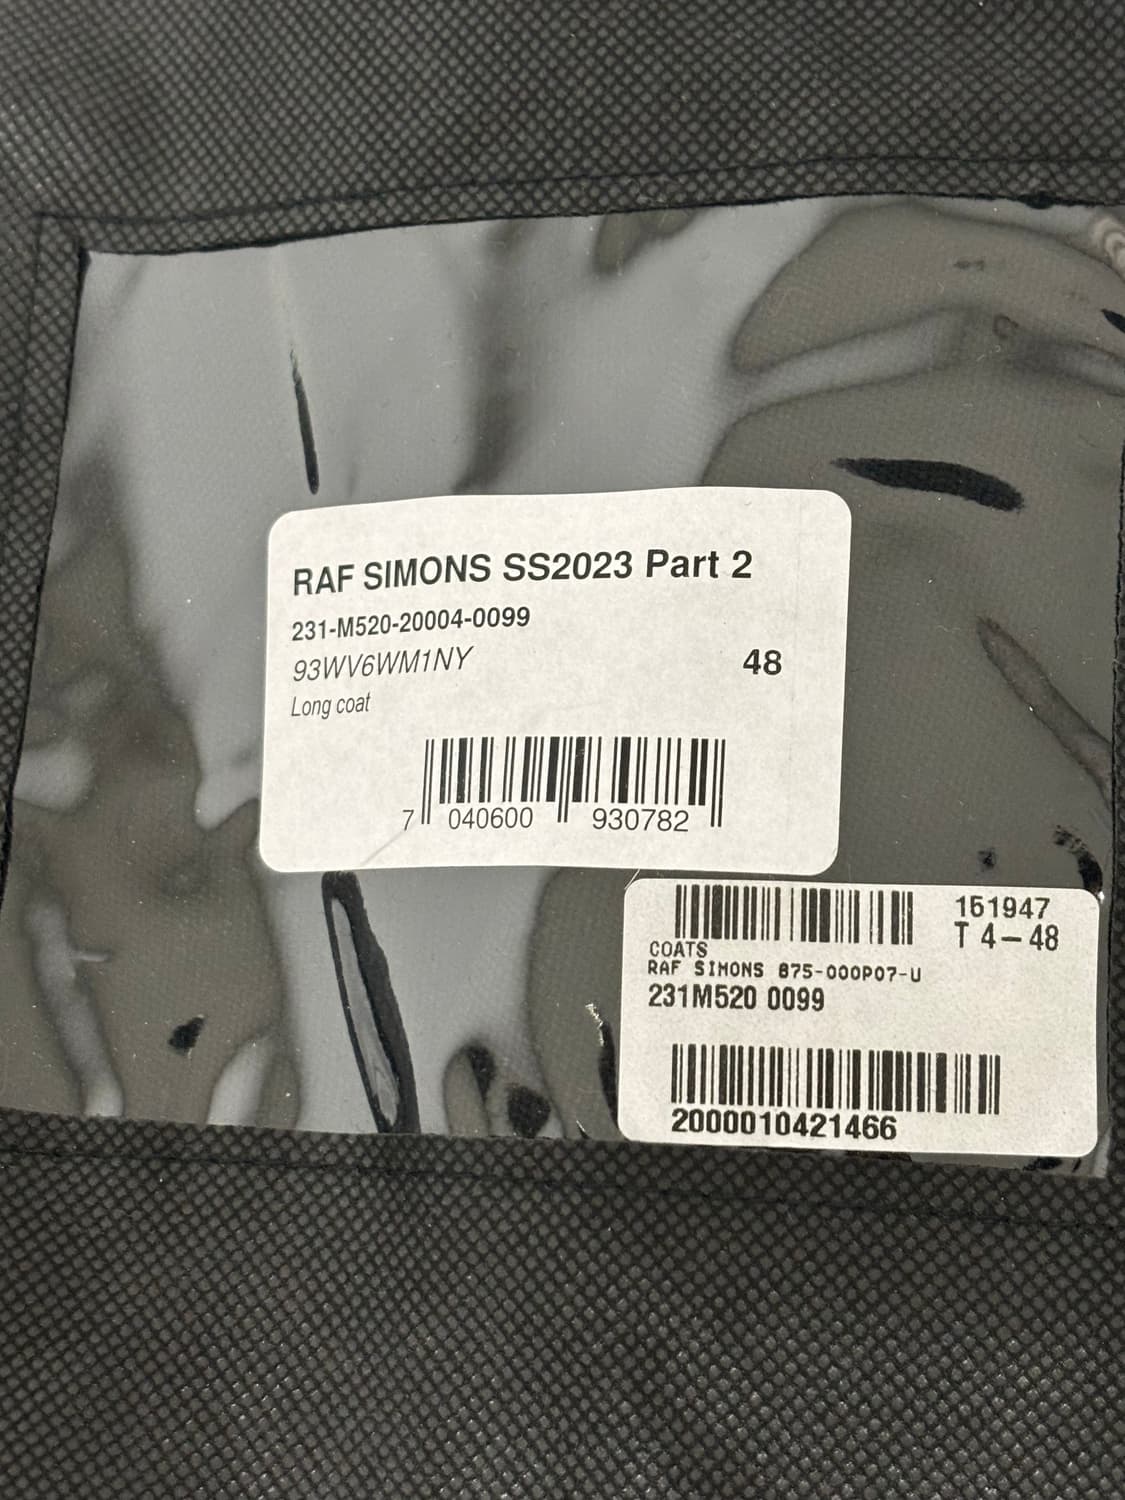 RAF SIMONS SS2023 Part 2
231-M520-20004-0099
93WV6WM1NY
48
Long coat
7 040600 930782
151947
T 4-48
COATS
RAF SIMONS 875-000P07-U
231M520 0099
2000010421466